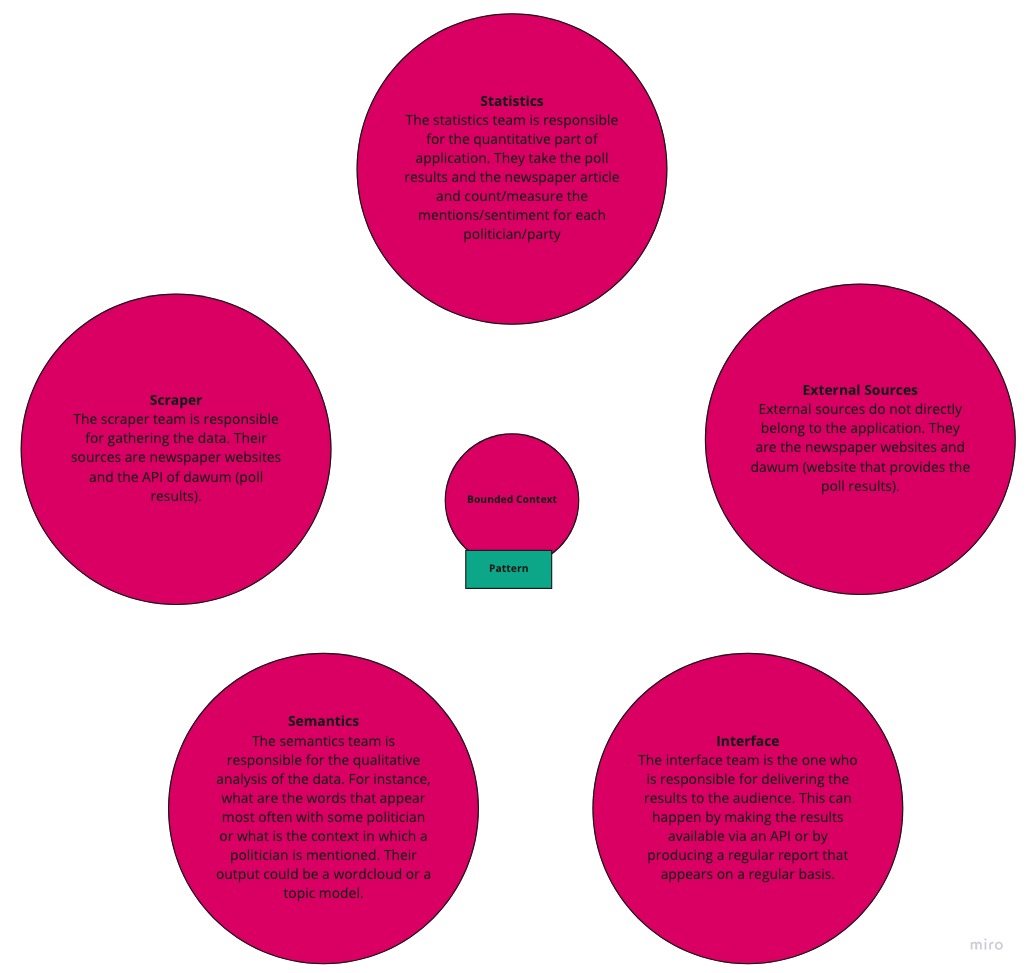 Statistics
The statistics team is responsible
for the quantitative part of
application. They take the poll
results and the newspaper article
and count/measure the
mentions/sentiment for each
politician/party
Scraper
The scraper team is responsible
for gathering the data. Their
sources are newspaper websites
and the API of dawum (poll
results).
External Sources
External sources do not directly
belong to the application. They
are the newspaper websites and
dawum (website that provides the
poll results).
Bounded Context
Pattern
Semantics
The semantics team is
responsible for the qualitative
analysis of the data. For instance,
what are the words that appear
most often with some politician
or what is the context in which a
politician is mentioned. Their
output could be a wordcloud or a
topic model.
Interface
The interface team is the one who
is responsible for delivering the
results to the audience. This can
happen by making the results
available via an API or by
producing a regular report that
appears on a regular basis.
miro